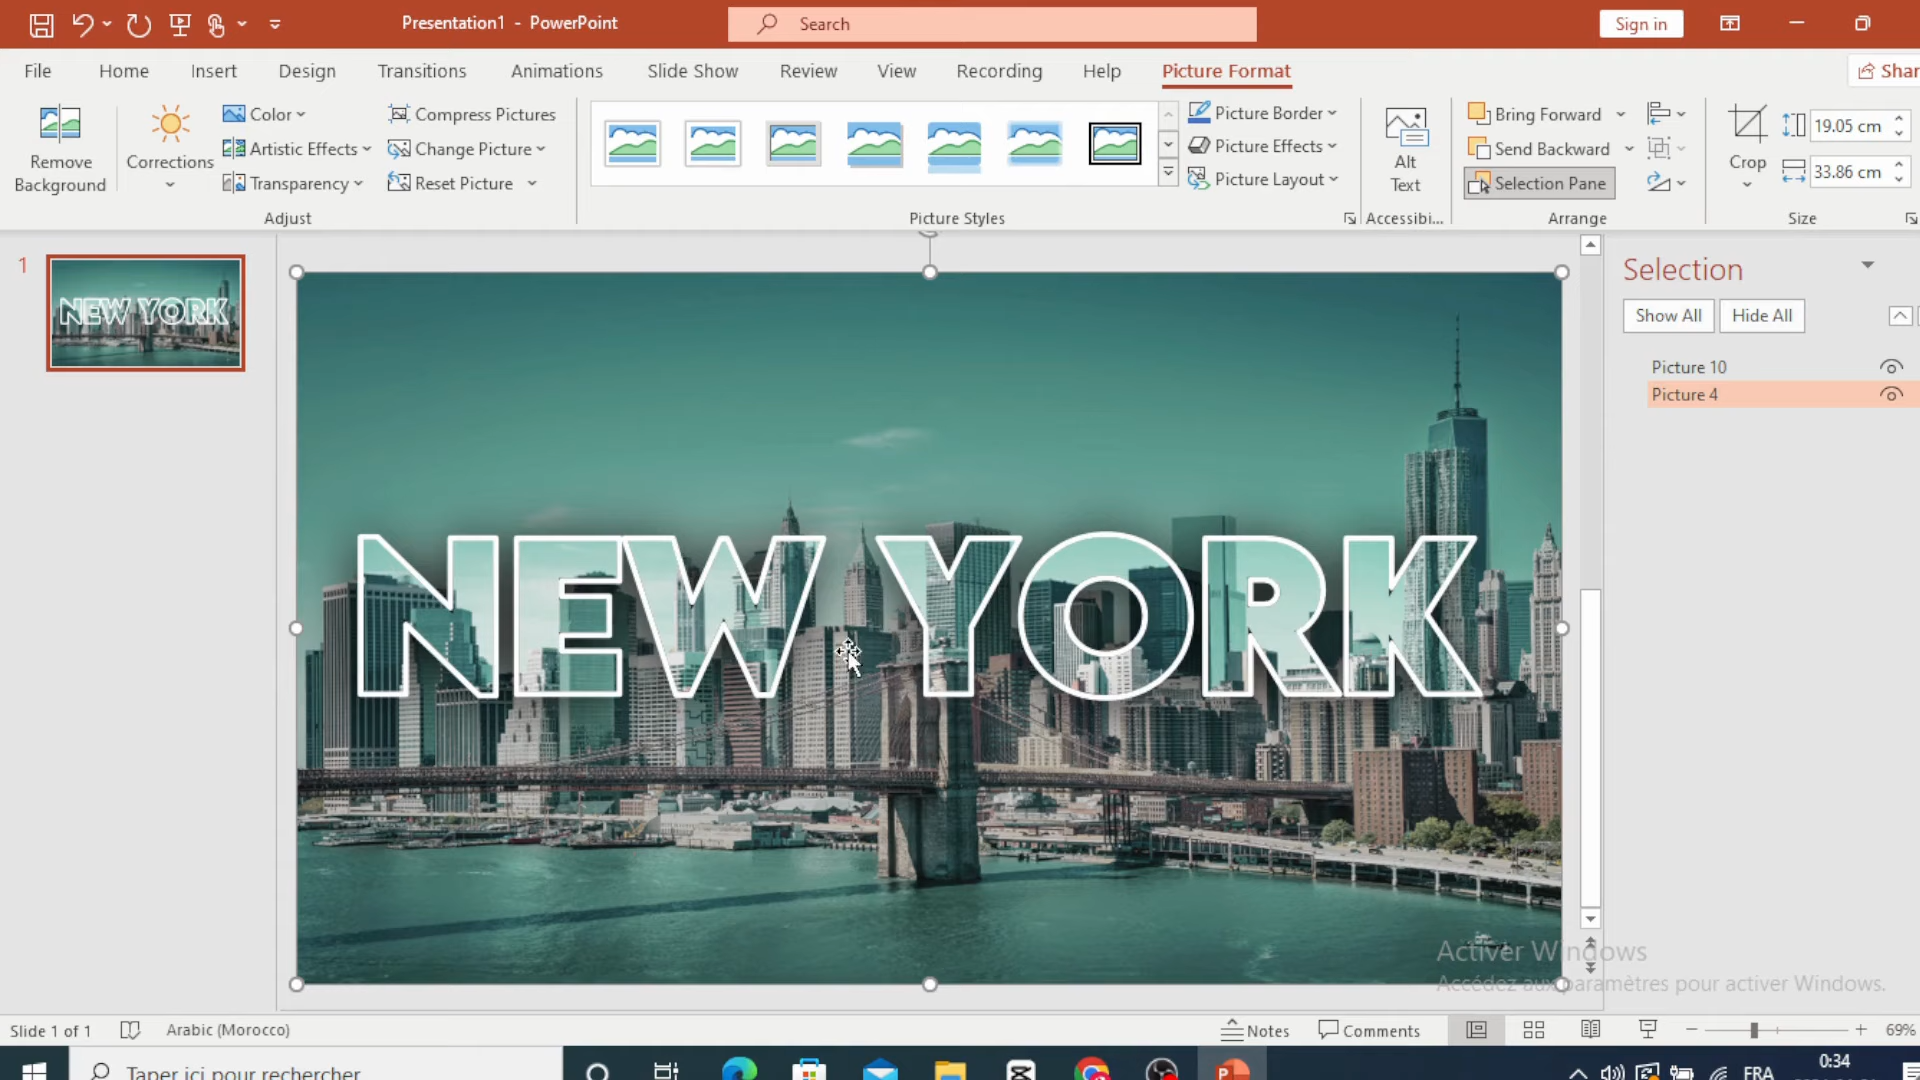 Presentation1 - PowerPoint
Search
Sign in
File Home Insert Design Transitions Animations Slide Show Review View Recording Help Picture Format
Remove Background
Corrections
Color
Artistic Effects
Transparency
Compress Pictures
Change Picture
Reset Picture
Adjust
Picture Styles
Picture Border
Picture Effects
Picture Layout
Alt Text
Accessibi...
Bring Forward
Send Backward
Selection Pane
Arrange
Crop
19.05 cm
33.86 cm
Size
1
NEW YORK
NEW YORK
Selection
Show All Hide All
Picture 10
Picture 4
Activer Windows
Accédez aux paramètres pour activer Windows.
Slide 1 of 1 Arabic (Morocco) Notes Comments 69%
Taper ici pour rechercher
FRA
0:34